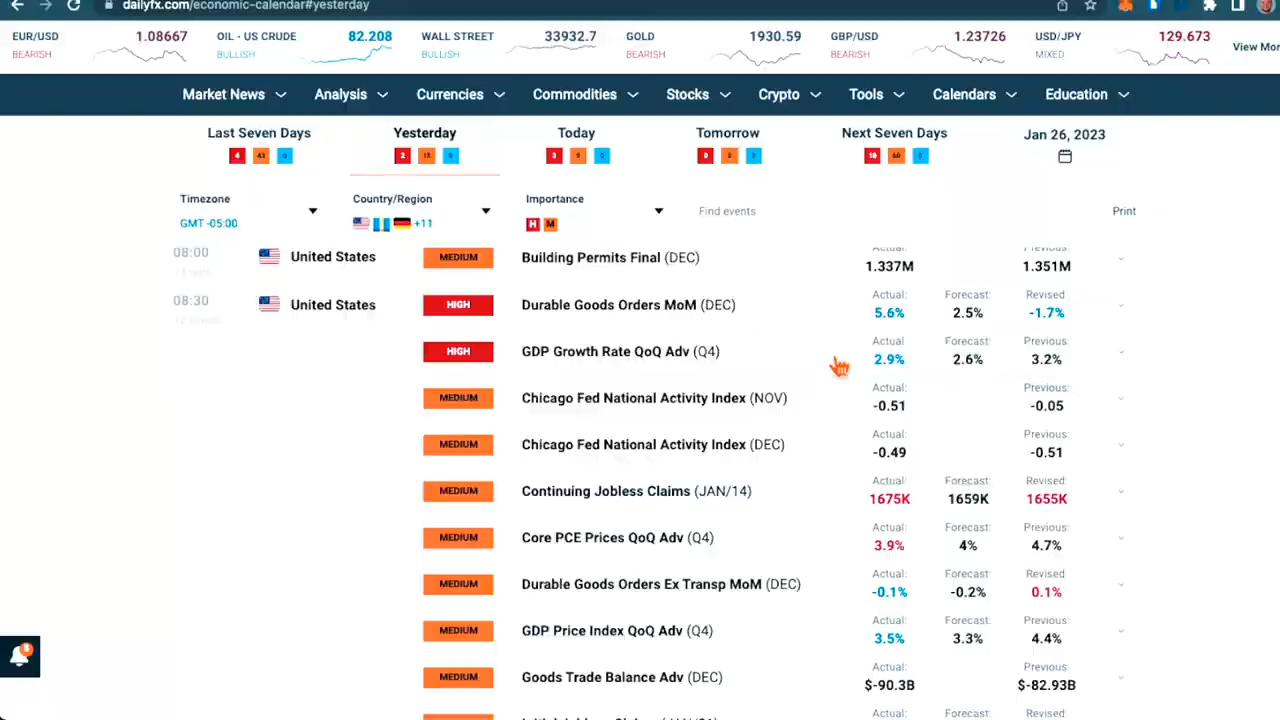 dailyfx.com/economic-calendar#yesterday
EUR/USD 1.08667 OIL - US CRUDE 82.208 WALL STREET 33932.7 GOLD 1930.59 GBP/USD 1.23726 USD/JPY 129.673
BEARISH BULLISH BULLISH BEARISH BEARISH MIXED View Mor
Market News Analysis Currencies Commodities Stocks Crypto Tools Calendars Education
Last Seven Days Yesterday Today Tomorrow Next Seven Days Jan 26, 2023
Timezone Country/Region Importance Find events Print
GMT -05:00 +11 H M
08:00 United States MEDIUM Building Permits Final (DEC) 1.337M 1.351M
Actual: Forecast: Revised
08:30 United States HIGH Durable Goods Orders MoM (DEC) 5.6% 2.5% -1.7%
Actual: Forecast: Previous:
HIGH GDP Growth Rate QoQ Adv (Q4) 2.9% 2.6% 3.2%
Actual: Previous:
MEDIUM Chicago Fed National Activity Index (NOV) -0.51 -0.05
Actual: Previous:
MEDIUM Chicago Fed National Activity Index (DEC) -0.49 -0.51
Actual: Forecast: Revised
MEDIUM Continuing Jobless Claims (JAN/14) 1675K 1659K 1655K
Actual: Forecast: Previous:
MEDIUM Core PCE Prices QoQ Adv (Q4) 3.9% 4% 4.7%
Actual: Forecast: Revised
MEDIUM Durable Goods Orders Ex Transp MoM (DEC) -0.1% -0.2% 0.1%
Actual: Forecast: Previous:
MEDIUM GDP Price Index QoQ Adv (Q4) 3.5% 3.3% 4.4%
Actual: Previous:
MEDIUM Goods Trade Balance Adv (DEC) $-90.3B $-82.93B
Actual: Forecast: Previous: